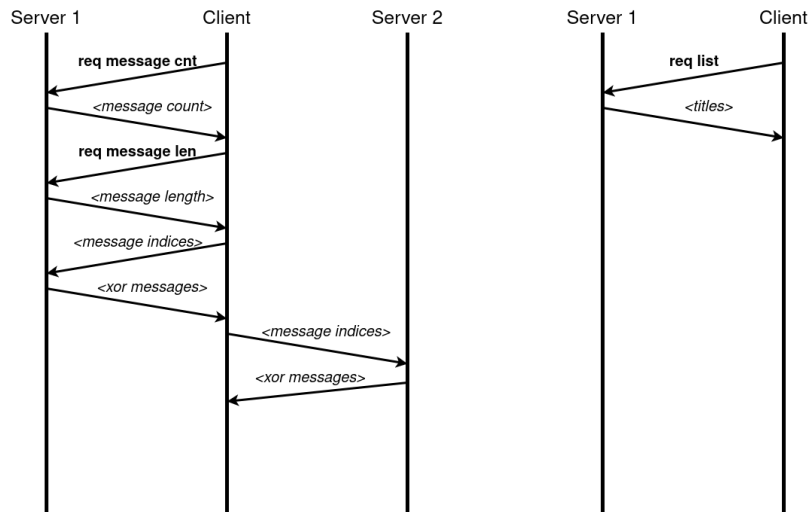 Server 1
Client
Server 2
req message cnt
<message count>
req message len
<message length>
<message indices>
<xor messages>
<message indices>
<xor messages>
Server 1
Client
req list
<titles>